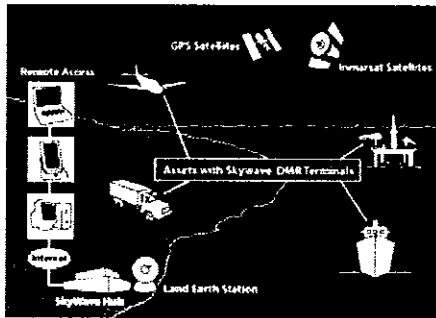 GPS Satellites
Inmarsat Satellites
Remote Access
Assets with Skywave DMR Terminals
Internet
SkyWave Hub
Land Earth Station